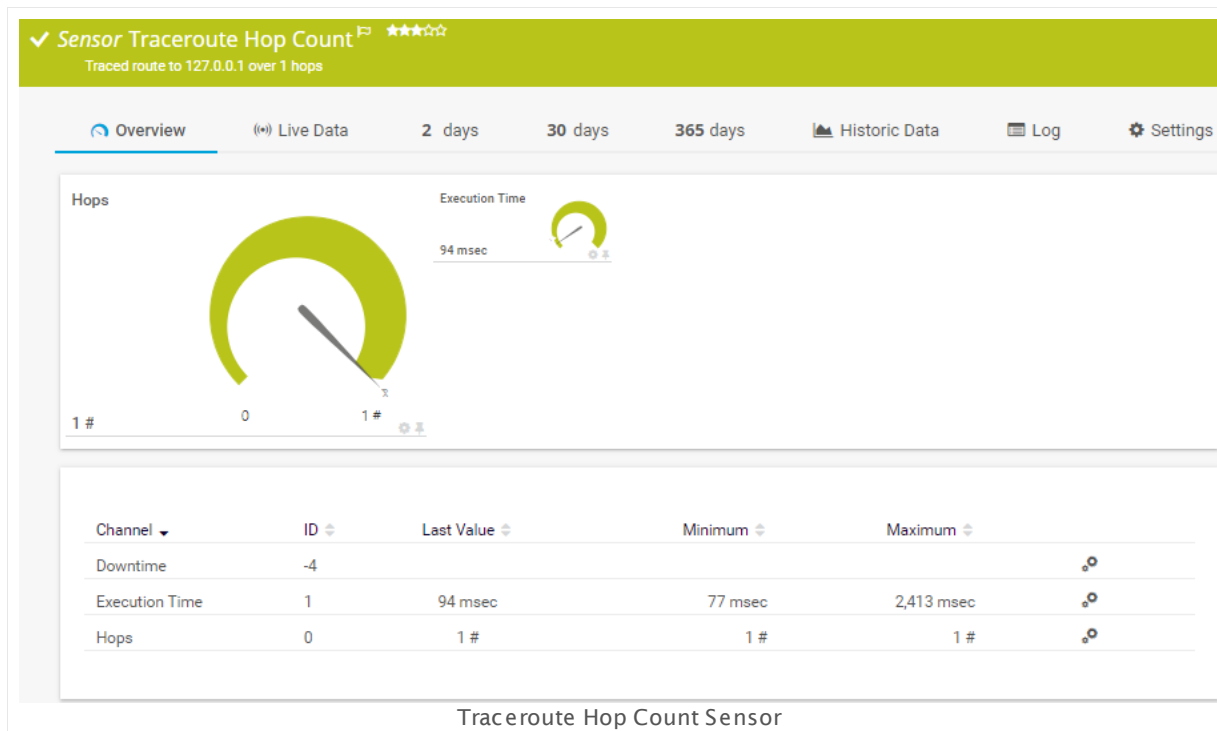 Sensor Traceroute Hop Count
Traced route to 127.0.0.1 over 1 hops
Overview Live Data 2 days 30 days 365 days Historic Data Log Settings
Hops
Execution Time
94 msec
0 1 #
1 #
Channel ID Last Value Minimum Maximum
Downtime -4
Execution Time 1 94 msec 77 msec 2,413 msec
Hops 0 1 # 1 # 1 #
Traceroute Hop Count Sensor